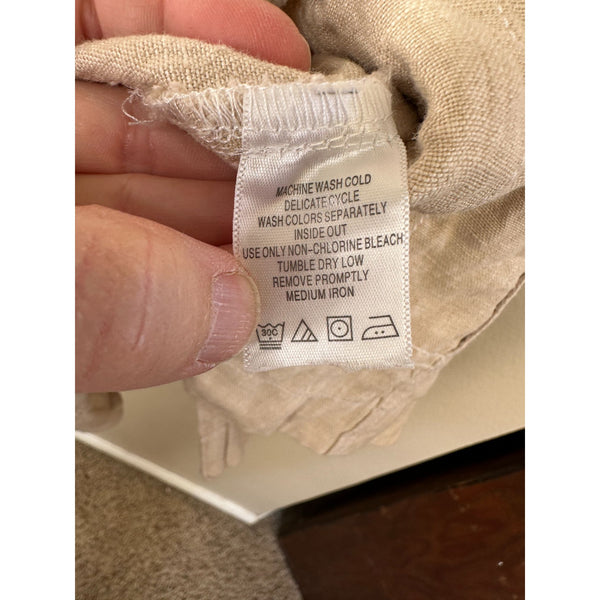 MACHINE WASH COLD
DELICATE CYCLE
WASH COLORS SEPARATELY
INSIDE OUT
USE ONLY NON-CHLORINE BLEACH
TUMBLE DRY LOW
REMOVE PROMPTLY
MEDIUM IRON
30C